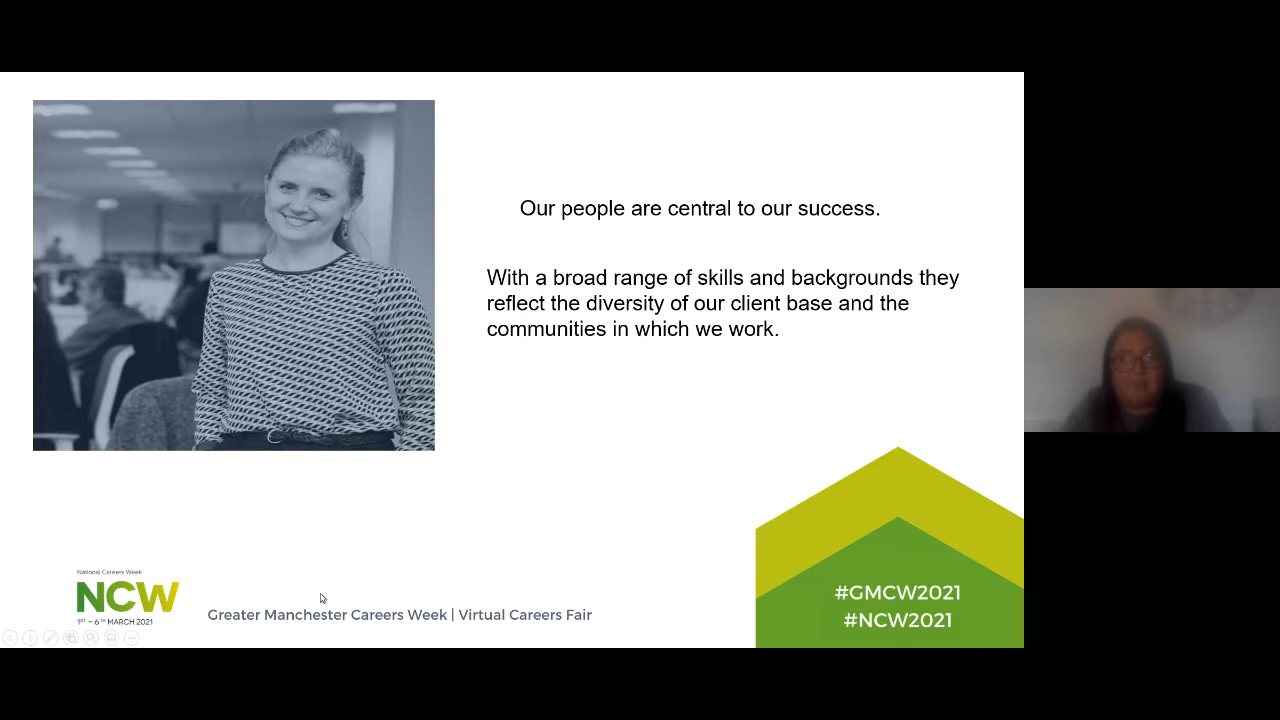 Our people are central to our success.
With a broad range of skills and backgrounds they
reflect the diversity of our client base and the
communities in which we work.
National Careers Week
NCW
1ST – 6TH MARCH 2021
Greater Manchester Careers Week | Virtual Careers Fair
#GMCW2021
#NCW2021